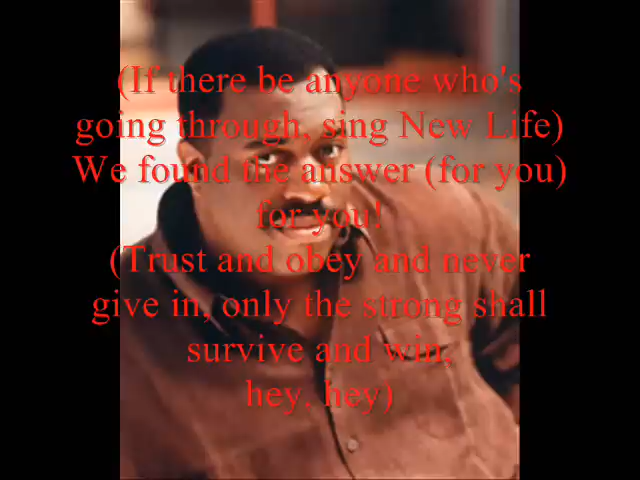 (If there be anyone who's
going through, sing New Life)
We found the answer (for you)
for you!
(Trust and obey and never
give in, only the strong shall
survive and win,
hey, hey)